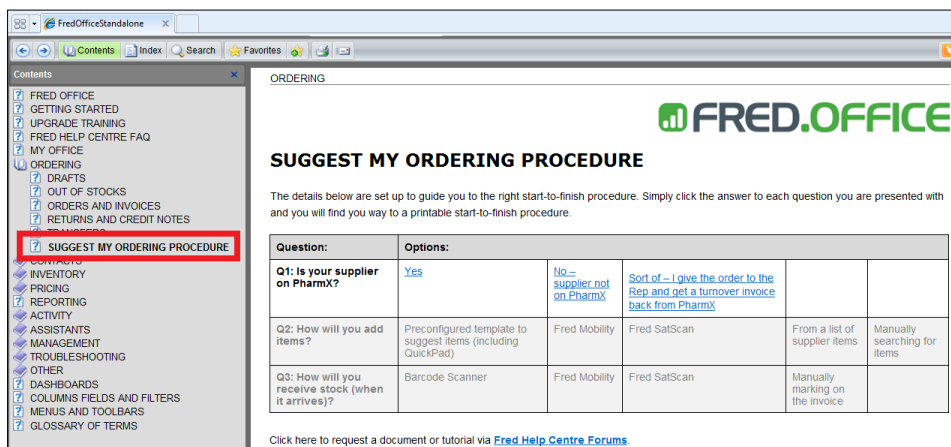 FredOfficeStandalone X
Contents Index Search Favorites
Contents ×
FRED OFFICE
GETTING STARTED
UPGRADE TRAINING
FRED HELP CENTRE FAQ
MY OFFICE
ORDERING
DRAFTS
OUT OF STOCKS
ORDERS AND INVOICES
RETURNS AND CREDIT NOTES
SUGGEST MY ORDERING PROCEDURE
CONTACTS
INVENTORY
PRICING
REPORTING
ACTIVITY
ASSISTANTS
MANAGEMENT
TROUBLESHOOTING
OTHER
DASHBOARDS
COLUMNS FIELDS AND FILTERS
MENUS AND TOOLBARS
GLOSSARY OF TERMS
ORDERING
FRED.OFFICE
SUGGEST MY ORDERING PROCEDURE
The details below are set up to guide you to the right start-to-finish procedure. Simply click the answer to each question you are presented with
and you will find you way to a printable start-to-finish procedure.
Question: Options:
Q1: Is your supplier
on PharmX?
Yes
No –
supplier not
on PharmX
Sort of – I give the order to the
Rep and get a turnover invoice
back from PharmX
Q2: How will you add
items?
Preconfigured template to
suggest items (including
QuickPad)
Fred Mobility
Fred SatScan
From a list of
supplier items
Manually
searching for
items
Q3: How will you
receive stock (when
it arrives)?
Barcode Scanner
Fred Mobility
Fred SatScan
Manually
marking on
the invoice
Click here to request a document or tutorial via Fred Help Centre Forums.